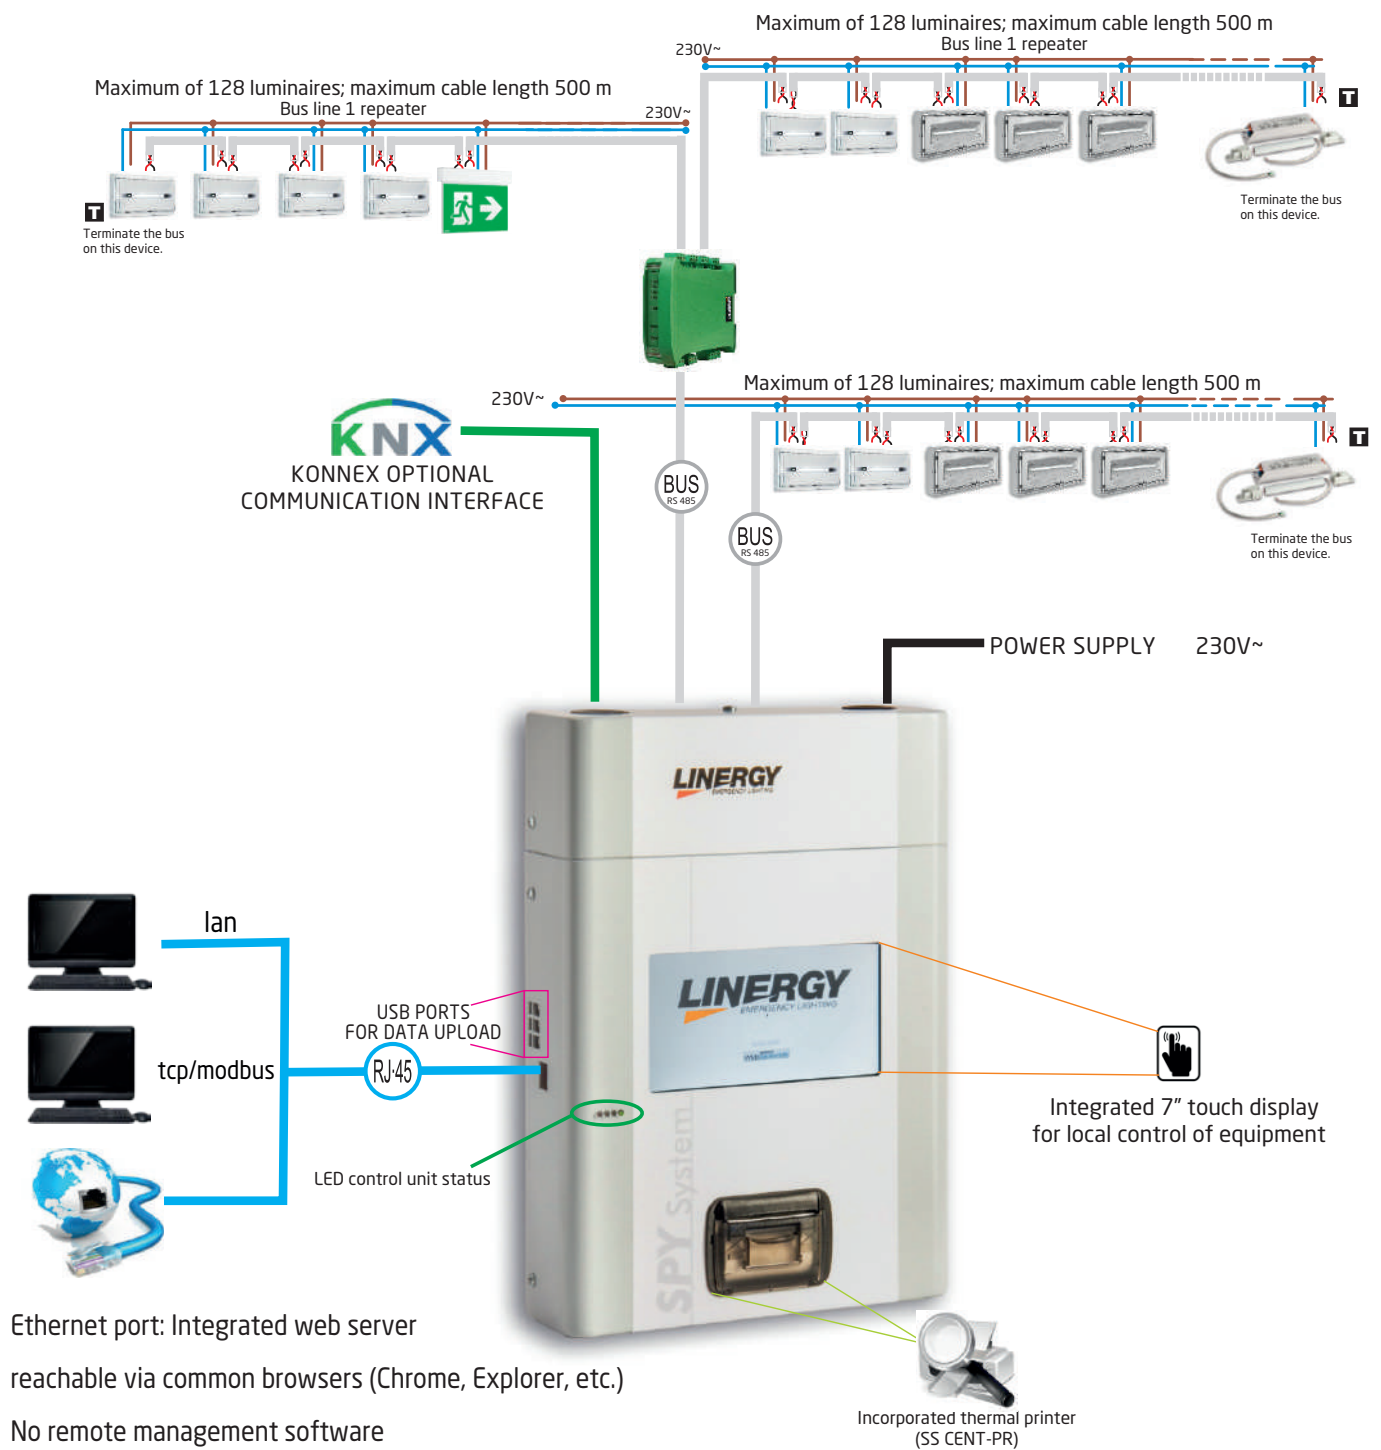 Maximum of 128 luminaires; maximum cable length 500 m
230V~
Bus line 1 repeater
Maximum of 128 luminaires; maximum cable length 500 m
Bus line 1 repeater
230V~
T
T
Terminate the bus
on this device.
Terminate the bus
on this device.
Maximum of 128 luminaires; maximum cable length 500 m
230V~
T
KNX
KONNEX OPTIONAL
COMMUNICATION INTERFACE
BUS
RS 485
BUS
RS 485
Terminate the bus
on this device.
POWER SUPPLY 230V~
LINERGY
EMERGENCY LIGHTING
lan
LINERGY
EMERGENCY LIGHTING
USB PORTS
FOR DATA UPLOAD
tcp/modbus
RJ-45
Integrated 7” touch display
for local control of equipment
LED control unit status
SPY System
Ethernet port: Integrated web server
reachable via common browsers (Chrome, Explorer, etc.)
No remote management software
Incorporated thermal printer
(SS CENT-PR)